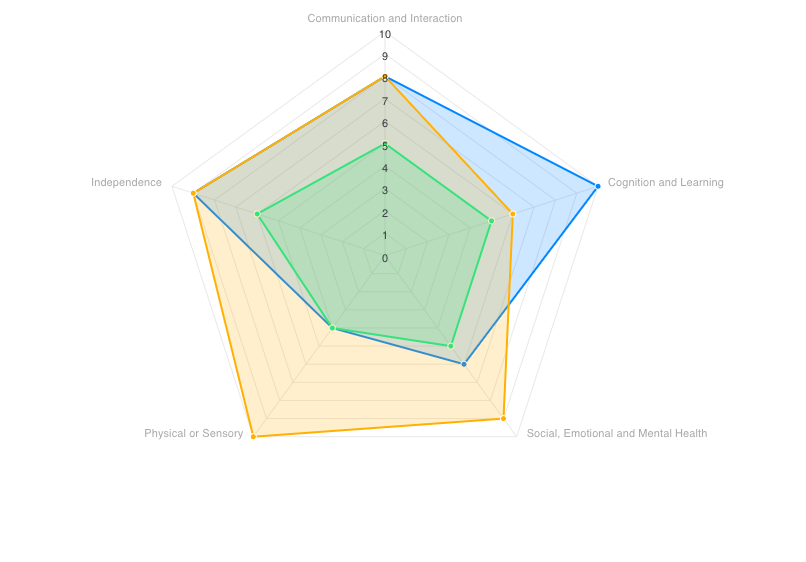 Communication and Interaction
10
9
8
7
6
5
4
3
2
1
0
Independence
Cognition and Learning
Physical or Sensory
Social, Emotional and Mental Health